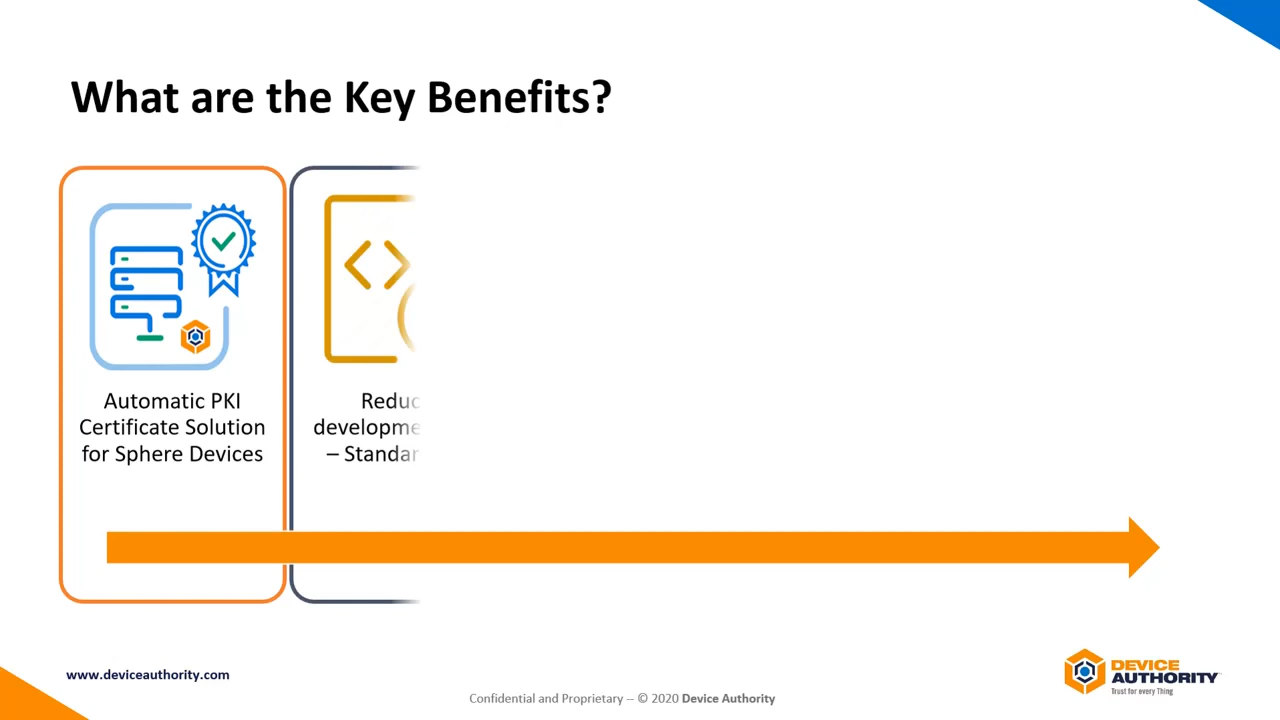 What are the Key Benefits?
Automatic PKI
Certificate Solution
for Sphere Devices
– 
www.deviceauthority.com
Confidential and Proprietary – © 2020 Device Authority
DEVICE
AUTHORITY
Trust for every Thing